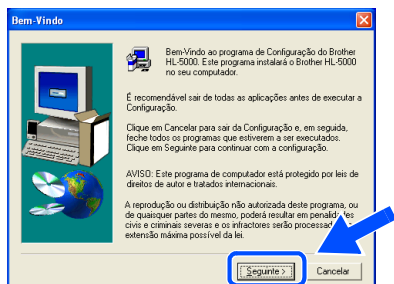 Bem-Vindo
Bem-Vindo ao programa de Configuração do Brother
HL-5000. Este programa instalará o Brother HL-5000
no seu computador.
É recomendável sair de todas as aplicações antes de executar a
Configuração.
Clique em Cancelar para sair da Configuração e, em seguida,
feche todos os programas que estiverem a ser executados.
Clique em Seguinte para continuar com a configuração.
AVISO: Este programa de computador está protegido por leis de
direitos de autor e tratados internacionais.
A reprodução ou distribuição não autorizada deste programa, ou
de quaisquer partes do mesmo, poderá resultar em penalidades
civis e criminais severas e os infractores serão processados
extensão máxima possível da lei.
Seguinte >
Cancelar